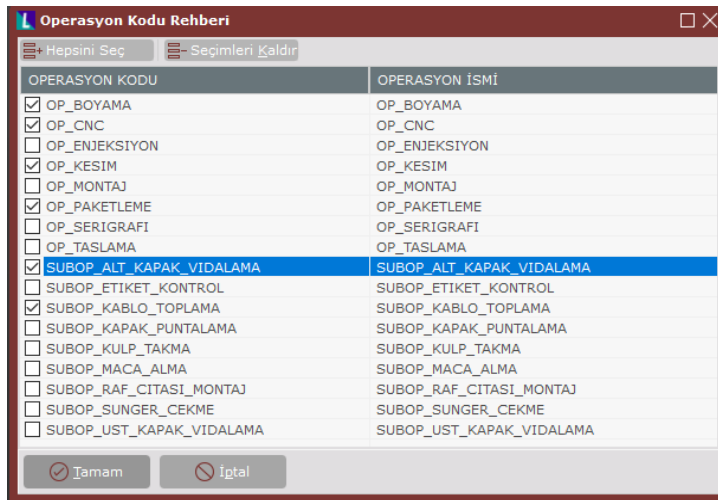 Operasyon Kodu Rehberi
Hepsini Seç Seçimleri Kaldır
OPERASYON KODU OPERASYON İSMİ
OP_BOYAMA OP_BOYAMA
OP_CNC OP_CNC
OP_ENJEKSIYON OP_ENJEKSIYON
OP_KESIM OP_KESIM
OP_MONTAJ OP_MONTAJ
OP_PAKETLEME OP_PAKETLEME
OP_SERIGRAFI OP_SERIGRAFI
OP_TASLAMA OP_TASLAMA
SUBOP_ALT_KAPAK_VIDALAMA SUBOP_ALT_KAPAK_VIDALAMA
SUBOP_ETIKET_KONTROL SUBOP_ETIKET_KONTROL
SUBOP_KABLO_TOPLAMA SUBOP_KABLO_TOPLAMA
SUBOP_KAPAK_PUNTALAMA SUBOP_KAPAK_PUNTALAMA
SUBOP_KULP_TAKMA SUBOP_KULP_TAKMA
SUBOP_MACA_ALMA SUBOP_MACA_ALMA
SUBOP_RAF_CITASI_MONTAJ SUBOP_RAF_CITASI_MONTAJ
SUBOP_SUNGER_CEKME SUBOP_SUNGER_CEKME
SUBOP_UST_KAPAK_VIDALAMA SUBOP_UST_KAPAK_VIDALAMA
Tamam İptal